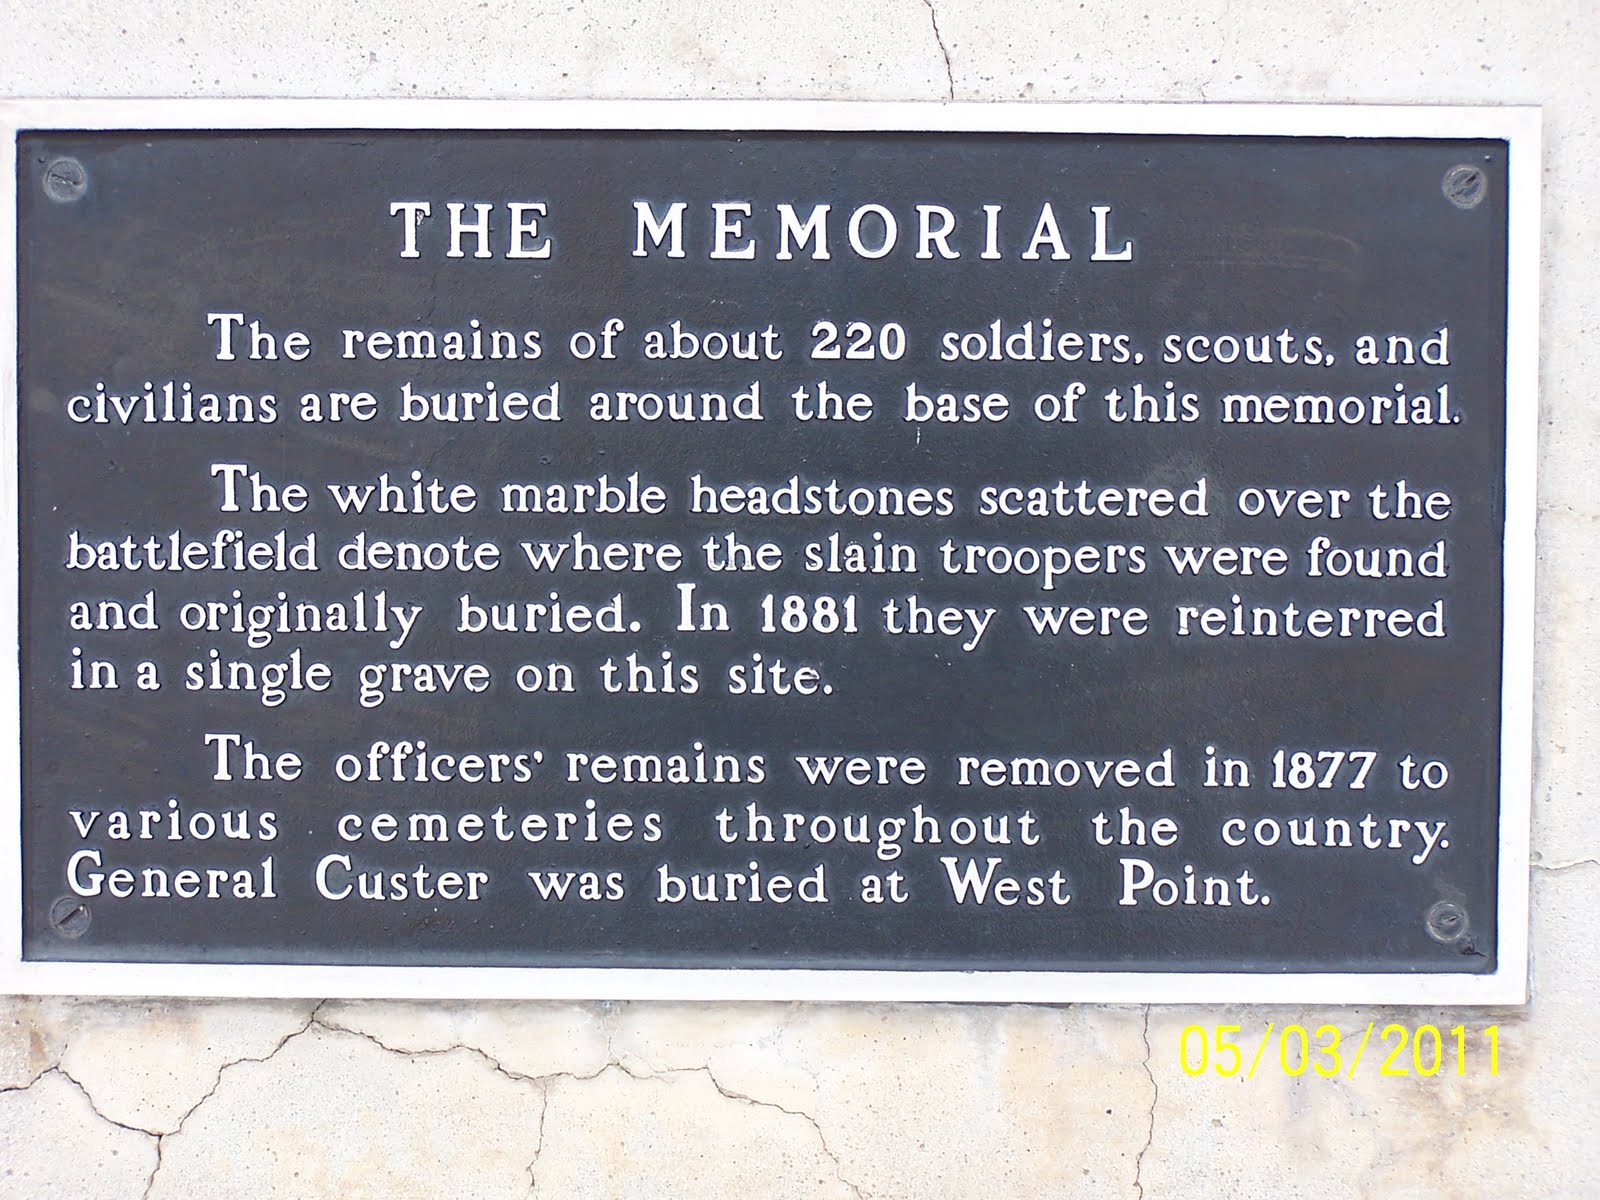 THE MEMORIAL
The remains of about 220 soldiers, scouts, and
civilians are buried around the base of this memorial.
The white marble headstones scattered over the
battlefield denote where the slain troopers were found
and originally buried. In 1881 they were reinterred
in a single grave on this site.
The officers' remains were removed in 1877 to
various cemeteries throughout the country.
General Custer was buried at West Point.
05/03/2011